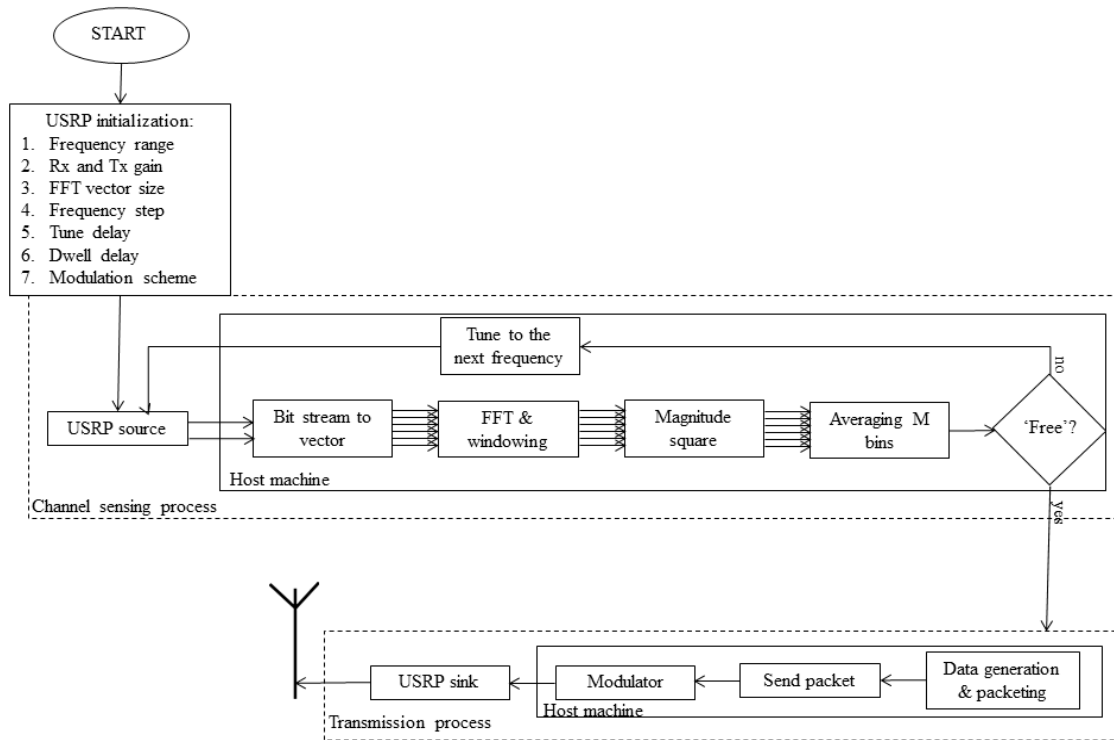 START
USRP initialization:
1. Frequency range
2. Rx and Tx gain
3. FFT vector size
4. Frequency step
5. Tune delay
6. Dwell delay
7. Modulation scheme
Tune to the
next frequency
no
USRP source
Bit stream to
vector
FFT &
windowing
Magnitude
square
Averaging M
bins
‘Free’?
Host machine
Channel sensing process
yes
USRP sink
Modulator
Send packet
Data generation
& packeting
Host machine
Transmission process